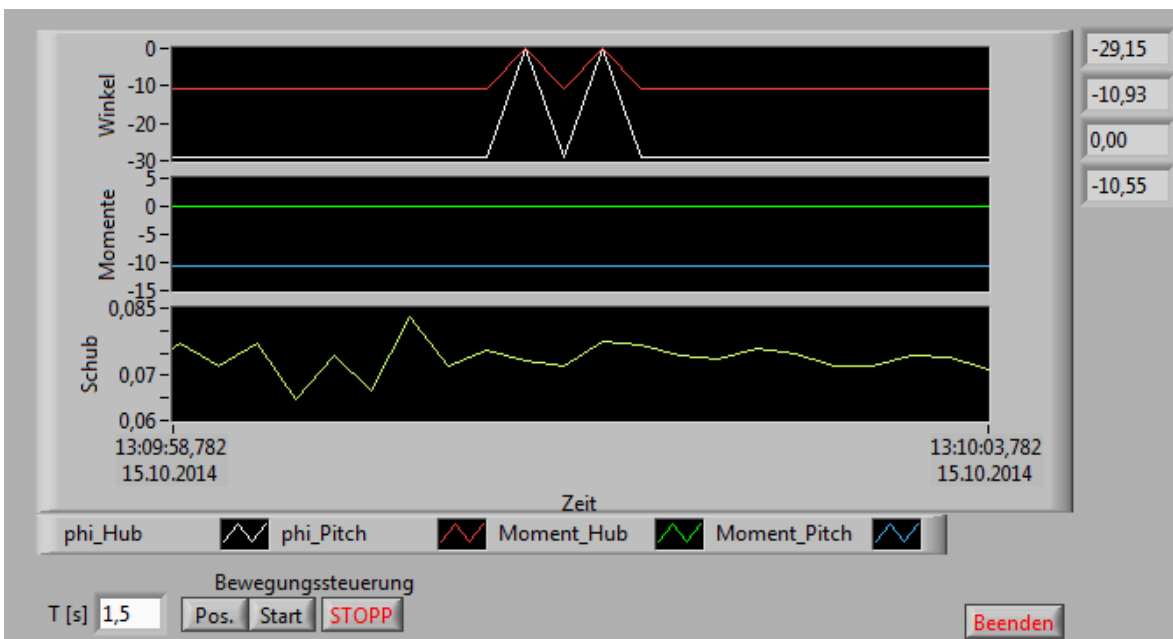 Winkel
0
-10
-20
-30
Momente
5
0
-5
-10
-15
Schub
0,085
0,07
0,06
13:09:58,782
15.10.2014
13:10:03,782
15.10.2014
Zeit
-29,15
-10,93
0,00
-10,55
phi_Hub
phi_Pitch
Moment_Hub
Moment_Pitch
Bewegungssteuerung
T [s] 1,5 Pos. Start STOPP
Beenden